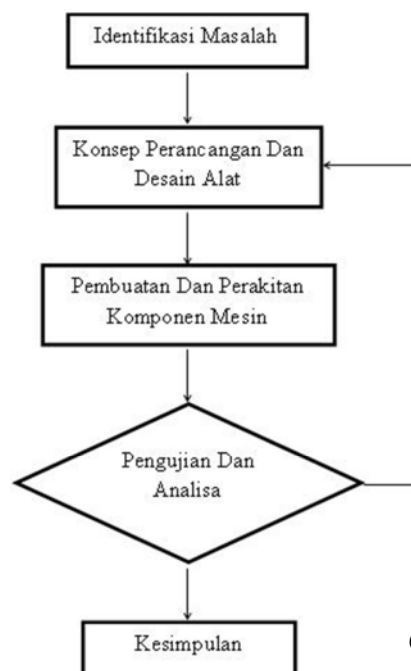 Identifikasi Masalah
Konsep Perancangan Dan
Desain Alat
Pembuatan Dan Perakitan
Komponen Mesin
Pengujian Dan
Analisa
Kesimpulan